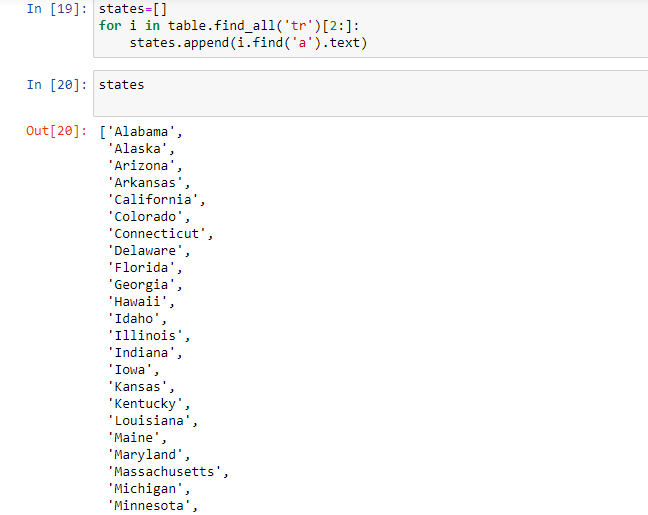 In [19]: states=[]
for i in table.find_all('tr')[2:]:
    states.append(i.find('a').text)
In [20]: states
Out[20]: ['Alabama',
 'Alaska',
 'Arizona',
 'Arkansas',
 'California',
 'Colorado',
 'Connecticut',
 'Delaware',
 'Florida',
 'Georgia',
 'Hawaii',
 'Idaho',
 'Illinois',
 'Indiana',
 'Iowa',
 'Kansas',
 'Kentucky',
 'Louisiana',
 'Maine',
 'Maryland',
 'Massachusetts',
 'Michigan',
 'Minnesota',